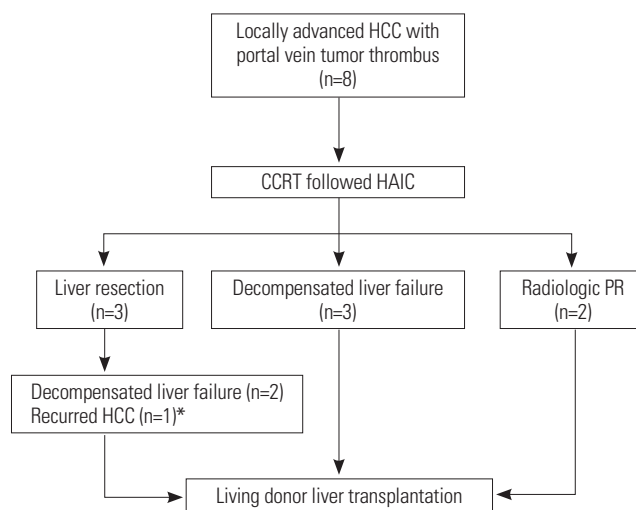 Locally advanced HCC with
portal vein tumor thrombus
(n=8)
CCRT followed HAIC
Liver resection
(n=3)
Decompensated liver failure
(n=3)
Radiologic PR
(n=2)
Decompensated liver failure (n=2)
Recurred HCC (n=1)*
Living donor liver transplantation